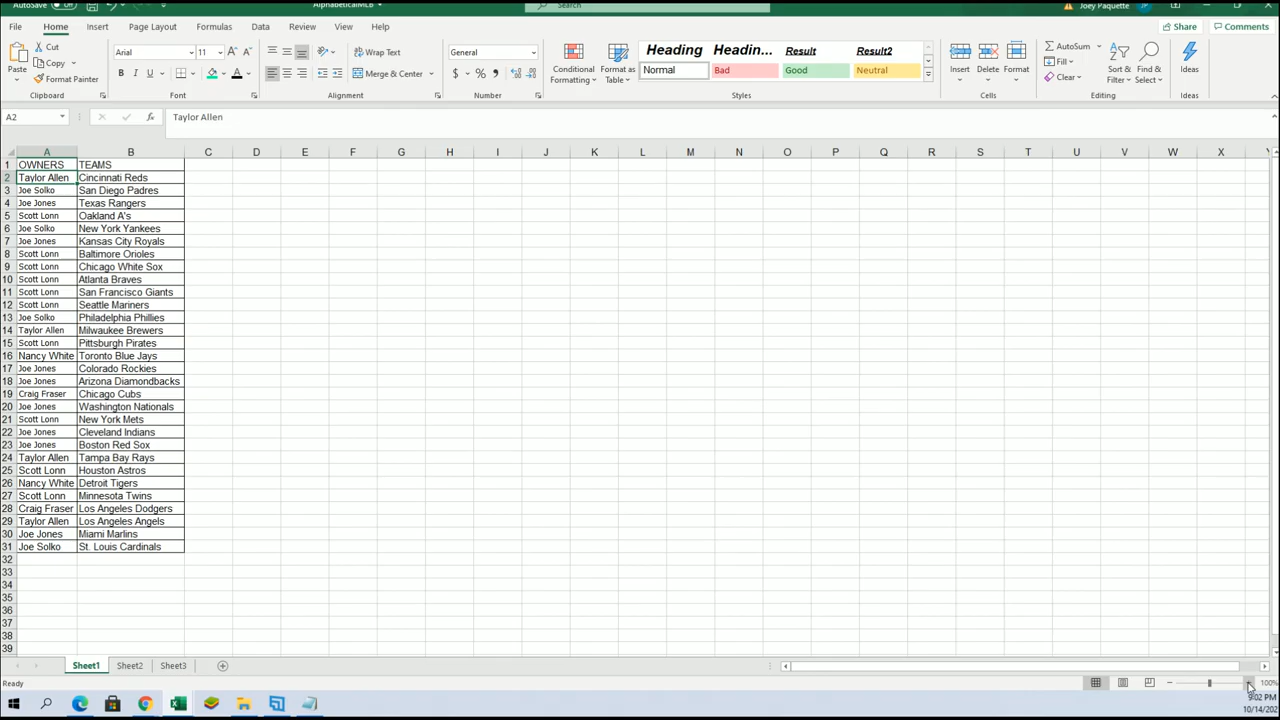 AutoSave Off AlphabeticalMLB Search Joey Paquette
File Home Insert Page Layout Formulas Data Review View Help Share Comments
Paste Cut Copy Format Painter Clipboard
Arial 11 B I U A A Font
Wrap Text Merge & Center Alignment
General $ % , Number
Conditional Formatting Format as Table
Heading Headin... Result Result2
Normal Bad Good Neutral
Styles
Insert Delete Format Cells
AutoSum Fill Clear Sort & Filter Find & Select Editing
Ideas Ideas
A2 fx Taylor Allen
A B C D E F G H I J K L M N O P Q R S T U V W X Y
1 OWNERS TEAMS
2 Taylor Allen Cincinnati Reds
3 Joe Solko San Diego Padres
4 Joe Jones Texas Rangers
5 Scott Lonn Oakland A's
6 Joe Solko New York Yankees
7 Joe Jones Kansas City Royals
8 Scott Lonn Baltimore Orioles
9 Scott Lonn Chicago White Sox
10 Scott Lonn Atlanta Braves
11 Scott Lonn San Francisco Giants
12 Scott Lonn Seattle Mariners
13 Joe Solko Philadelphia Phillies
14 Taylor Allen Milwaukee Brewers
15 Scott Lonn Pittsburgh Pirates
16 Nancy White Toronto Blue Jays
17 Joe Jones Colorado Rockies
18 Joe Jones Arizona Diamondbacks
19 Craig Fraser Chicago Cubs
20 Joe Jones Washington Nationals
21 Scott Lonn New York Mets
22 Joe Jones Cleveland Indians
23 Joe Jones Boston Red Sox
24 Taylor Allen Tampa Bay Rays
25 Scott Lonn Houston Astros
26 Nancy White Detroit Tigers
27 Scott Lonn Minnesota Twins
28 Craig Fraser Los Angeles Dodgers
29 Taylor Allen Los Angeles Angels
30 Joe Jones Miami Marlins
31 Joe Solko St. Louis Cardinals
32
33
34
35
36
37
38
39
Sheet1 Sheet2 Sheet3
Ready 100%
9:02 PM
10/14/202